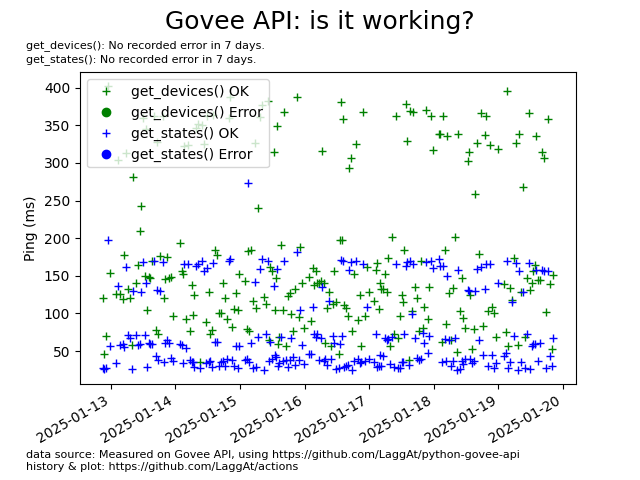 Govee API: is it working?
get_devices(): No recorded error in 7 days.
get_states(): No recorded error in 7 days.
get_devices() OK
get_devices() Error
get_states() OK
get_states() Error
Ping (ms)
400
350
300
250
200
150
100
50
2025-01-13
2025-01-14
2025-01-15
2025-01-16
2025-01-17
2025-01-18
2025-01-19
2025-01-20
data source: Measured on Govee API, using https://github.com/LaggAt/python-govee-api
history & plot: https://github.com/LaggAt/actions